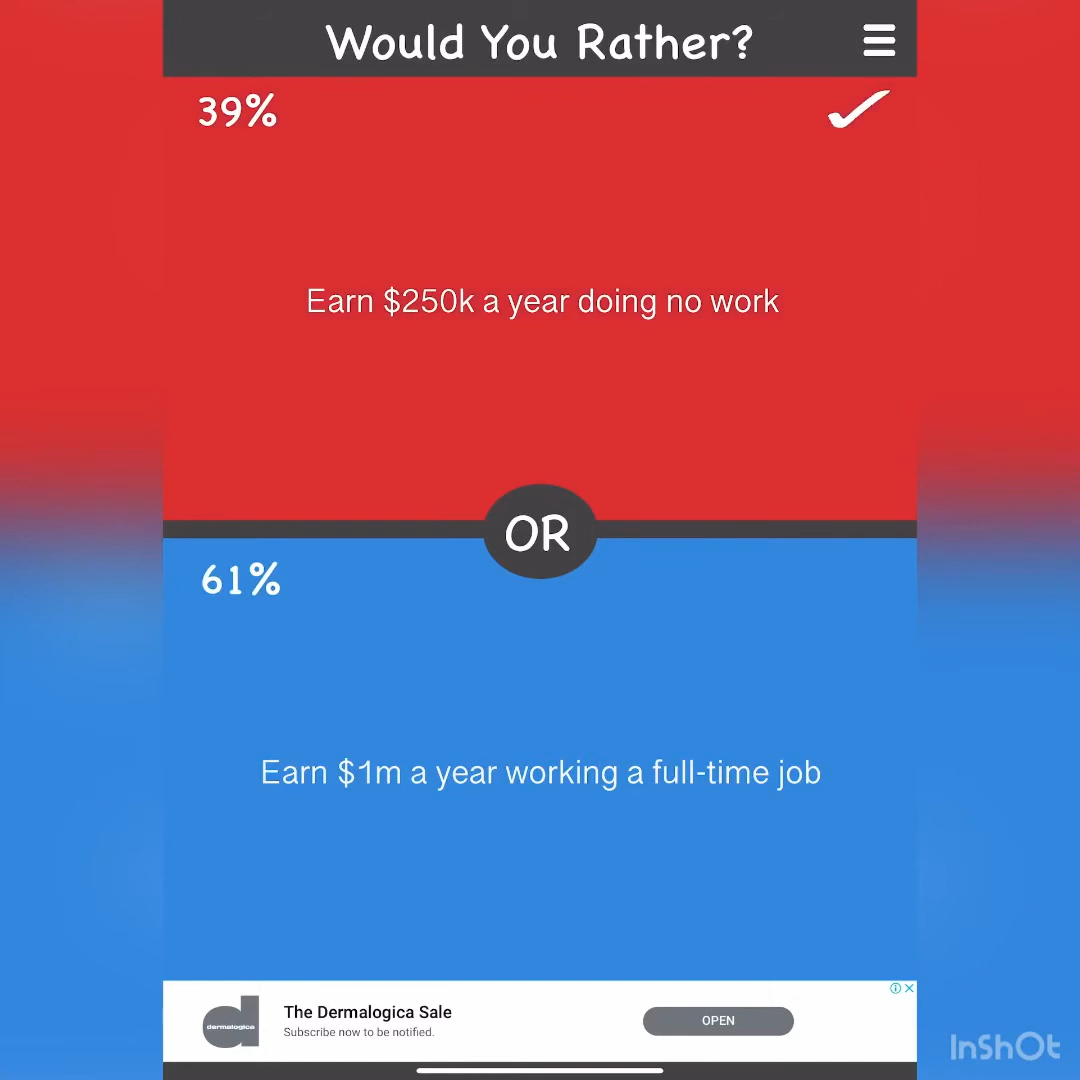 Would You Rather?
39%
Earn $250k a year doing no work
OR
61%
Earn $1m a year working a full-time job
The Dermalogica Sale
dermalogica
OPEN
Subscribe now to be notified.
InShOt